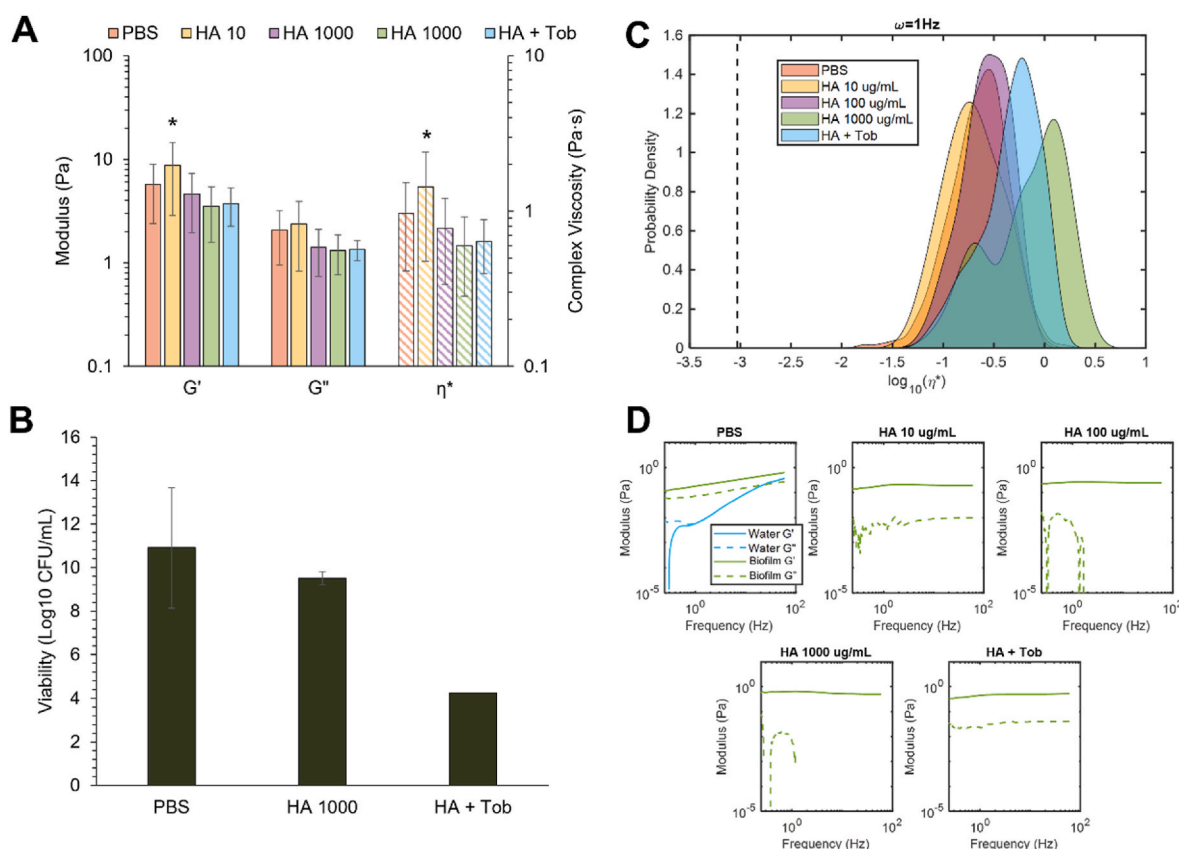 A
PBS HA 10 HA 1000 HA 1000 HA + Tob
Modulus (Pa)
100
10
1
0.1
Complex Viscosity (Pa·s)
10
1
0.1
* *
G' G" η*
B
Viability (Log10 CFU/mL)
16
14
12
10
8
6
4
2
0
PBS HA 1000 HA + Tob
C
ω=1Hz
Probability Density
1.6
1.4
1.2
1
0.8
0.6
0.4
0.2
0
PBS
HA 10 ug/mL
HA 100 ug/mL
HA 1000 ug/mL
HA + Tob
-3.5 -3 -2.5 -2 -1.5 -1 -0.5 0 0.5 1
log10(η*)
D
PBS
Modulus (Pa)
10^0
10^-5
Water G'
Water G"
Biofilm G'
Biofilm G"
10^0 10^2
Frequency (Hz)
HA 10 ug/mL
Modulus (Pa)
10^0
10^-5
10^0 10^2
Frequency (Hz)
HA 100 ug/mL
Modulus (Pa)
10^0
10^-5
10^0 10^2
Frequency (Hz)
HA 1000 ug/mL
Modulus (Pa)
10^0
10^-5
10^0 10^2
Frequency (Hz)
HA + Tob
Modulus (Pa)
10^0
10^-5
10^0 10^2
Frequency (Hz)